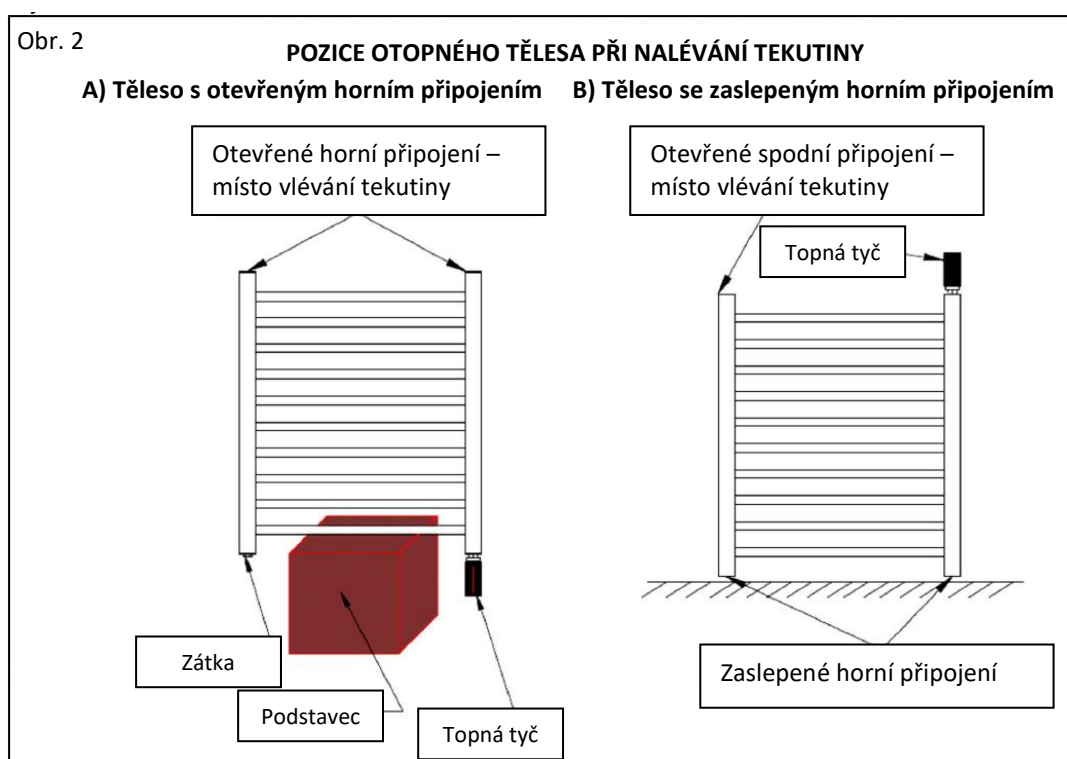 Obr. 2
POZICE OTOPNÉHO TĚLESA PŘI NALÉVÁNÍ TEKUTINY
A) Těleso s otevřeným horním připojením
B) Těleso se zaslepeným horním připojením
Otevřené horní připojení –
místo vlévání tekutiny
Otevřené spodní připojení –
místo vlévání tekutiny
Topná tyč
Zátka
Podstavec
Topná tyč
Zaslepené horní připojení